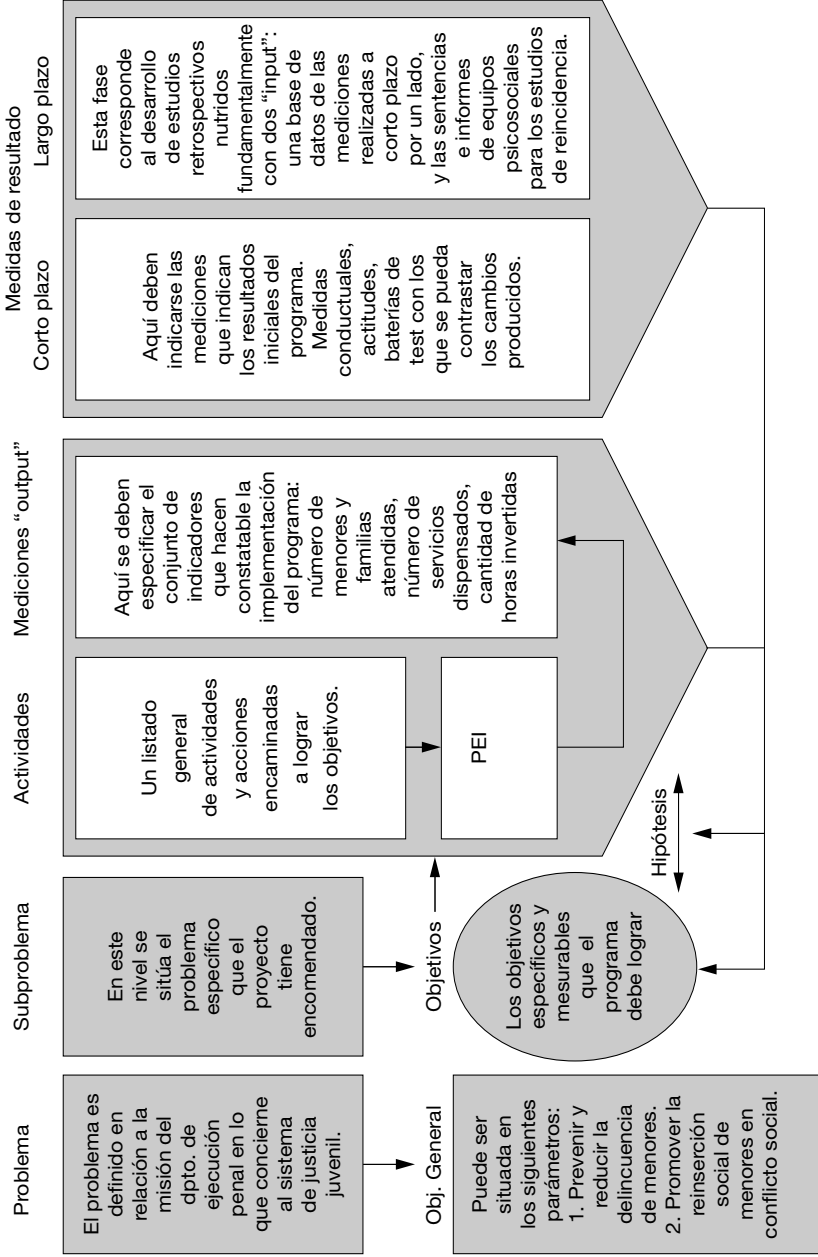 Problema
El problema es
definido en
relación a la
misión del
dpto. de
ejecución
penal en lo
que concierne
al sistema
de justicia
juvenil.
Obj. General
Puede ser
situada en
los siguientes
parámetros:
1. Prevenir y
reducir la
delincuencia
de menores.
2. Promover la
reinserción
social de
menores en
conflicto social.
Subproblema
En este
nivel se
sitúa el
problema
específico
que el
proyecto
tiene
encomendado.
Objetivos
Los objetivos
específicos y
mesurables
que el
programa
debe lograr
Hipótesis
Actividades
Un listado
general
de actividades
y acciones
encaminadas
a lograr
los objetivos.
PEI
Mediciones “output”
Aquí se deben
especificar el
conjunto de
indicadores
que hacen
constatable la
implementación
del programa:
número de
menores y
familias
atendidas,
número de
servicios
dispensados,
cantidad de
horas invertidas
Medidas de resultado
Corto plazo
Aquí deben
indicarse las
mediciones
que indican
los resultados
iniciales del
programa.
Medidas
conductuales,
actitudes,
baterías de
test con los
que se pueda
contrastar
los cambios
producidos.
Largo plazo
Esta fase
corresponde
al desarrollo
de estudios
retrospectivos
nutridos
fundamentalmente
con dos “input”:
una base de
datos de las
mediciones
realizadas a
corto plazo
por un lado,
y las sentencias
e informes
de equipos
psicosociales
para los estudios
de reincidencia.